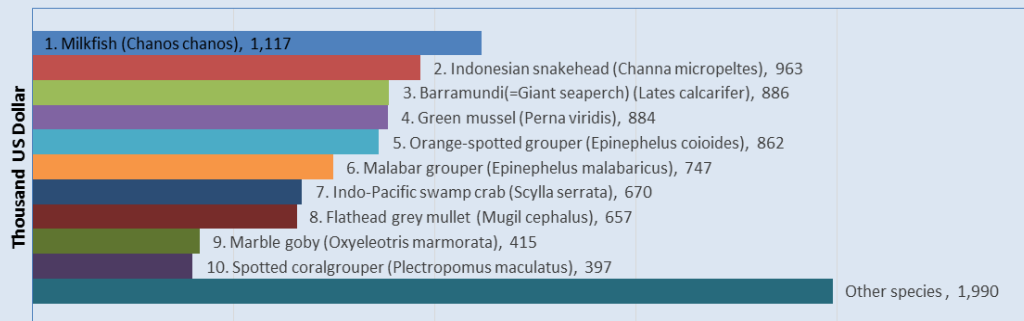 Thousand US Dollar
1. Milkfish (Chanos chanos), 1,117
2. Indonesian snakehead (Channa micropeltes), 963
3. Barramundi(=Giant seaperch) (Lates calcarifer), 886
4. Green mussel (Perna viridis), 884
5. Orange-spotted grouper (Epinephelus coioides), 862
6. Malabar grouper (Epinephelus malabaricus), 747
7. Indo-Pacific swamp crab (Scylla serrata), 670
8. Flathead grey mullet (Mugil cephalus), 657
9. Marble goby (Oxyeleotris marmorata), 415
10. Spotted coralgrouper (Plectropomus maculatus), 397
Other species , 1,990